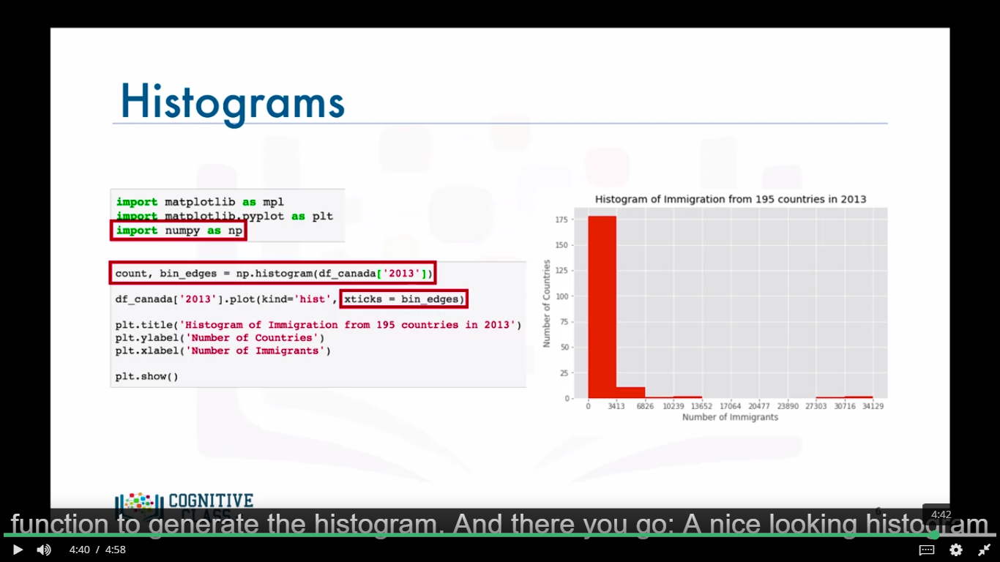 Histograms
import matplotlib as mpl
import matplotlib.pyplot as plt
import numpy as np
count, bin_edges = np.histogram(df_canada['2013'])
df_canada['2013'].plot(kind='hist', xticks = bin_edges)
plt.title('Histogram of Immigration from 195 countries in 2013')
plt.ylabel('Number of Countries')
plt.xlabel('Number of Immigrants')
plt.show()
Histogram of Immigration from 195 countries in 2013
Number of Countries
175
150
125
100
75
50
25
0
0 3413 6826 10239 13652 17064 20477 23890 27303 30716 34129
Number of Immigrants
COGNITIVE
CLASS
6
4:42
function to generate the histogram. And there you go: A nice looking histogram
4:40 / 4:58